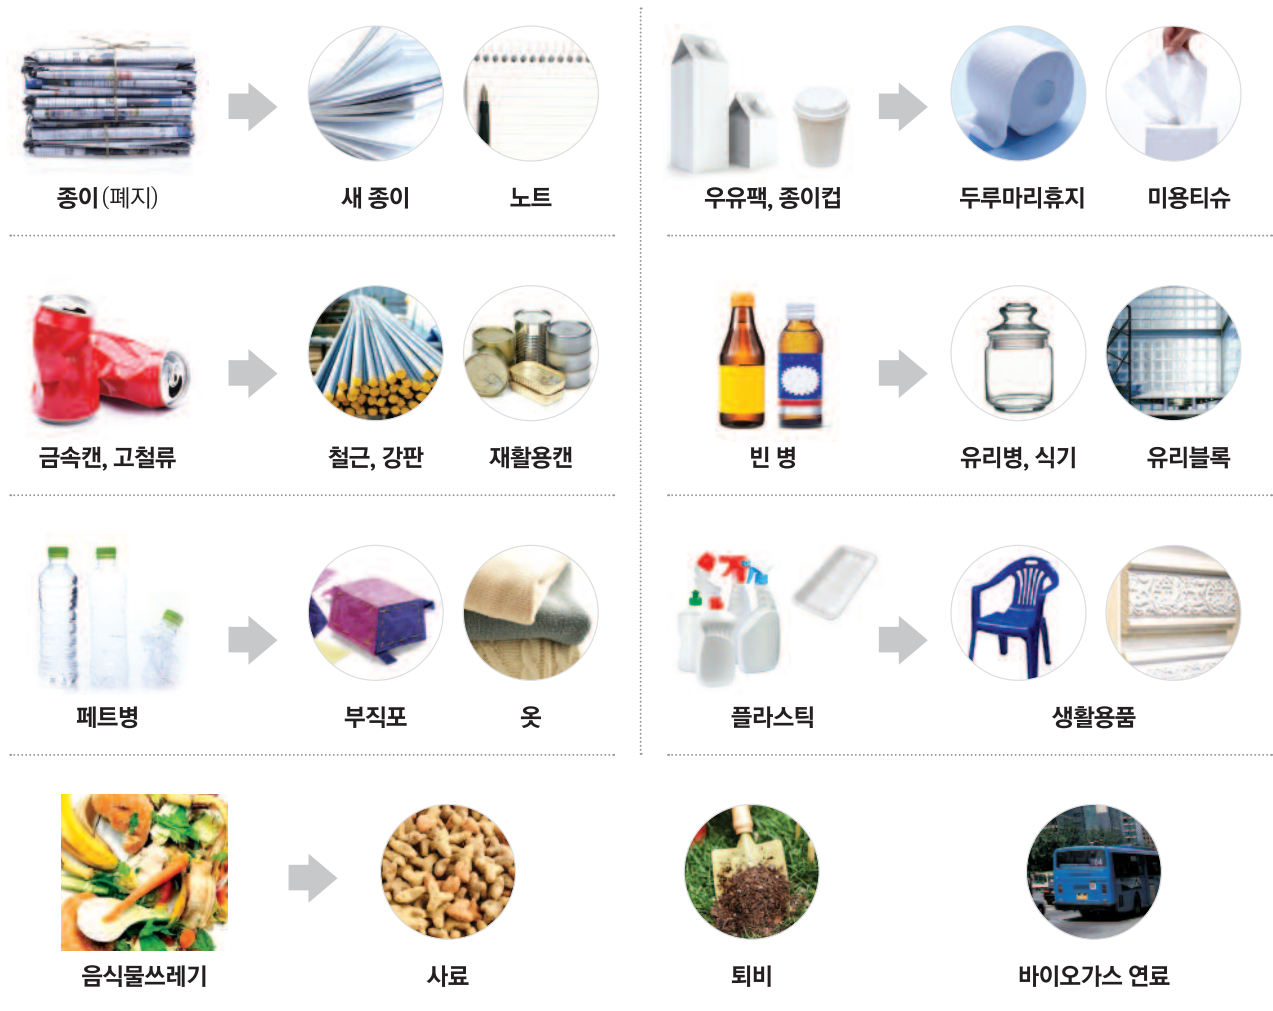 종이(폐지)
새 종이
노트
우유팩, 종이컵
두루마리휴지
미용티슈
금속캔, 고철류
철근, 강판
재활용캔
빈 병
유리병, 식기
유리블록
페트병
부직포
옷
플라스틱
생활용품
음식물쓰레기
사료
퇴비
바이오가스 연료